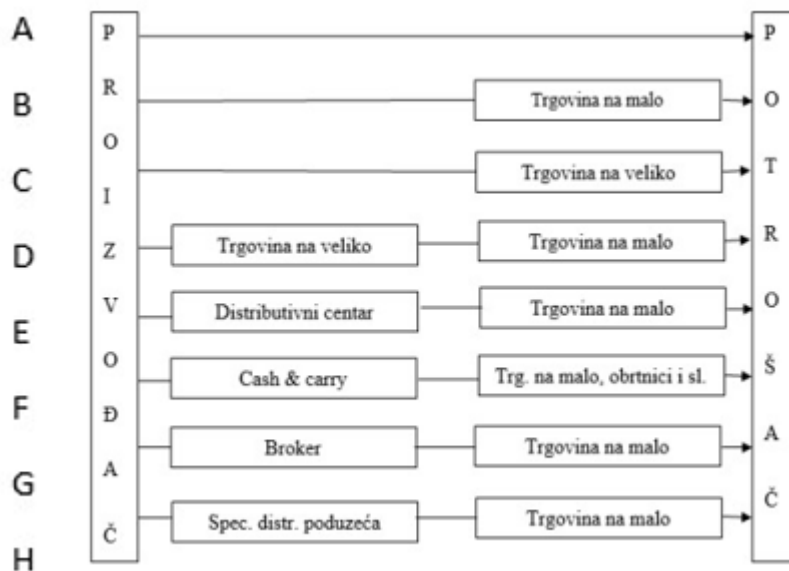 A
B
C
D
E
F
G
H
P R O I Z V O Đ A Č
Trgovina na malo
Trgovina na veliko
Trgovina na veliko
Trgovina na malo
Distributivni centar
Trgovina na malo
Cash & carry
Trg. na malo, obrtnici i sl.
Broker
Trgovina na malo
Spec. distr. poduzeća
Trgovina na malo
P O T R O Š A Č